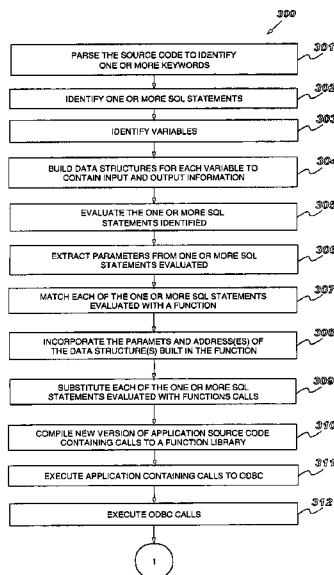 300
PARSE THE SOURCE CODE TO IDENTIFY
ONE OR MORE KEYWORDS
301
IDENTIFY ONE OR MORE SQL STATEMENTS
302
IDENTIFY VARIABLES
303
BUILD DATA STRUCTURES FOR EACH VARIABLE TO
CONTAIN INPUT AND OUTPUT INFORMATION
304
EVALUATE THE ONE OR MORE SQL
STATEMENTS IDENTIFIED
305
EXTRACT PARAMETERS FROM ONE OR MORE SQL
STATEMENTS EVALUATED
306
MATCH EACH OF THE ONE OR MORE SQL STATEMENTS
EVALUATED WITH A FUNCTION
307
INCORPORATE THE PARAMETS AND ADDRESS(ES) OF
THE DATA STRUCTURE(S) BUILT IN THE FUNCTION
308
SUBSTITUTE EACH OF THE ONE OR MORE SQL
STATEMENTS EVALUATED WITH FUNCTIONS CALLS
309
COMPILE NEW VERSION OF APPLICATION SOURCE CODE
CONTAINING CALLS TO A FUNCTION LIBRARY
310
EXECUTE APPLICATION CONTAINING CALLS TO ODBC
311
EXECUTE ODBC CALLS
312
1